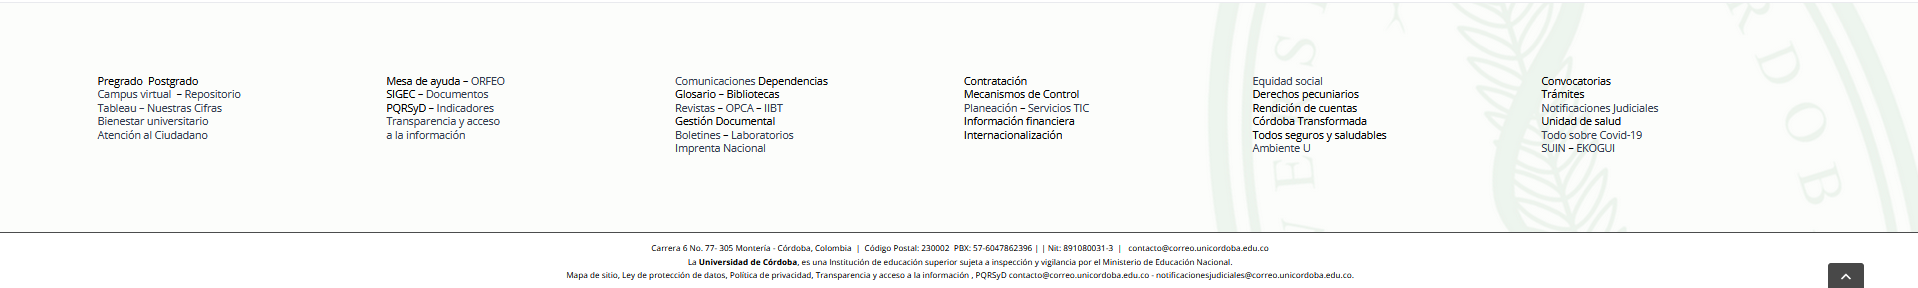 Pregrado  Postgrado
Campus virtual  – Repositorio
Tableau – Nuestras Cifras
Bienestar universitario
Atención al Ciudadano
Mesa de ayuda – ORFEO
SIGEC – Documentos
PQRSyD – Indicadores
Transparencia y acceso
a la información
Comunicaciones Dependencias
Glosario – Bibliotecas
Revistas – OPCA – IIBT
Gestión Documental
Boletines – Laboratorios
Imprenta Nacional
Contratación
Mecanismos de Control
Planeación – Servicios TIC
Información financiera
Internacionalización
Equidad social
Derechos pecuniarios
Rendición de cuentas
Córdoba Transformada
Todos seguros y saludables
Ambiente U
Convocatorias
Trámites
Notificaciones Judiciales
Unidad de salud
Todo sobre Covid-19
SUIN – EKOGUI
Carrera 6 No. 77- 305 Montería - Córdoba, Colombia  |  Código Postal: 230002  PBX: 57-6047862396 | | Nit: 891080031-3  |   contacto@correo.unicordoba.edu.co
La Universidad de Córdoba, es una Institución de educación superior sujeta a inspección y vigilancia por el Ministerio de Educación Nacional.
Mapa de sitio, Ley de protección de datos, Política de privacidad, Transparencia y acceso a la información , PQRSyD contacto@correo.unicordoba.edu.co - notificacionesjudiciales@correo.unicordoba.edu.co.